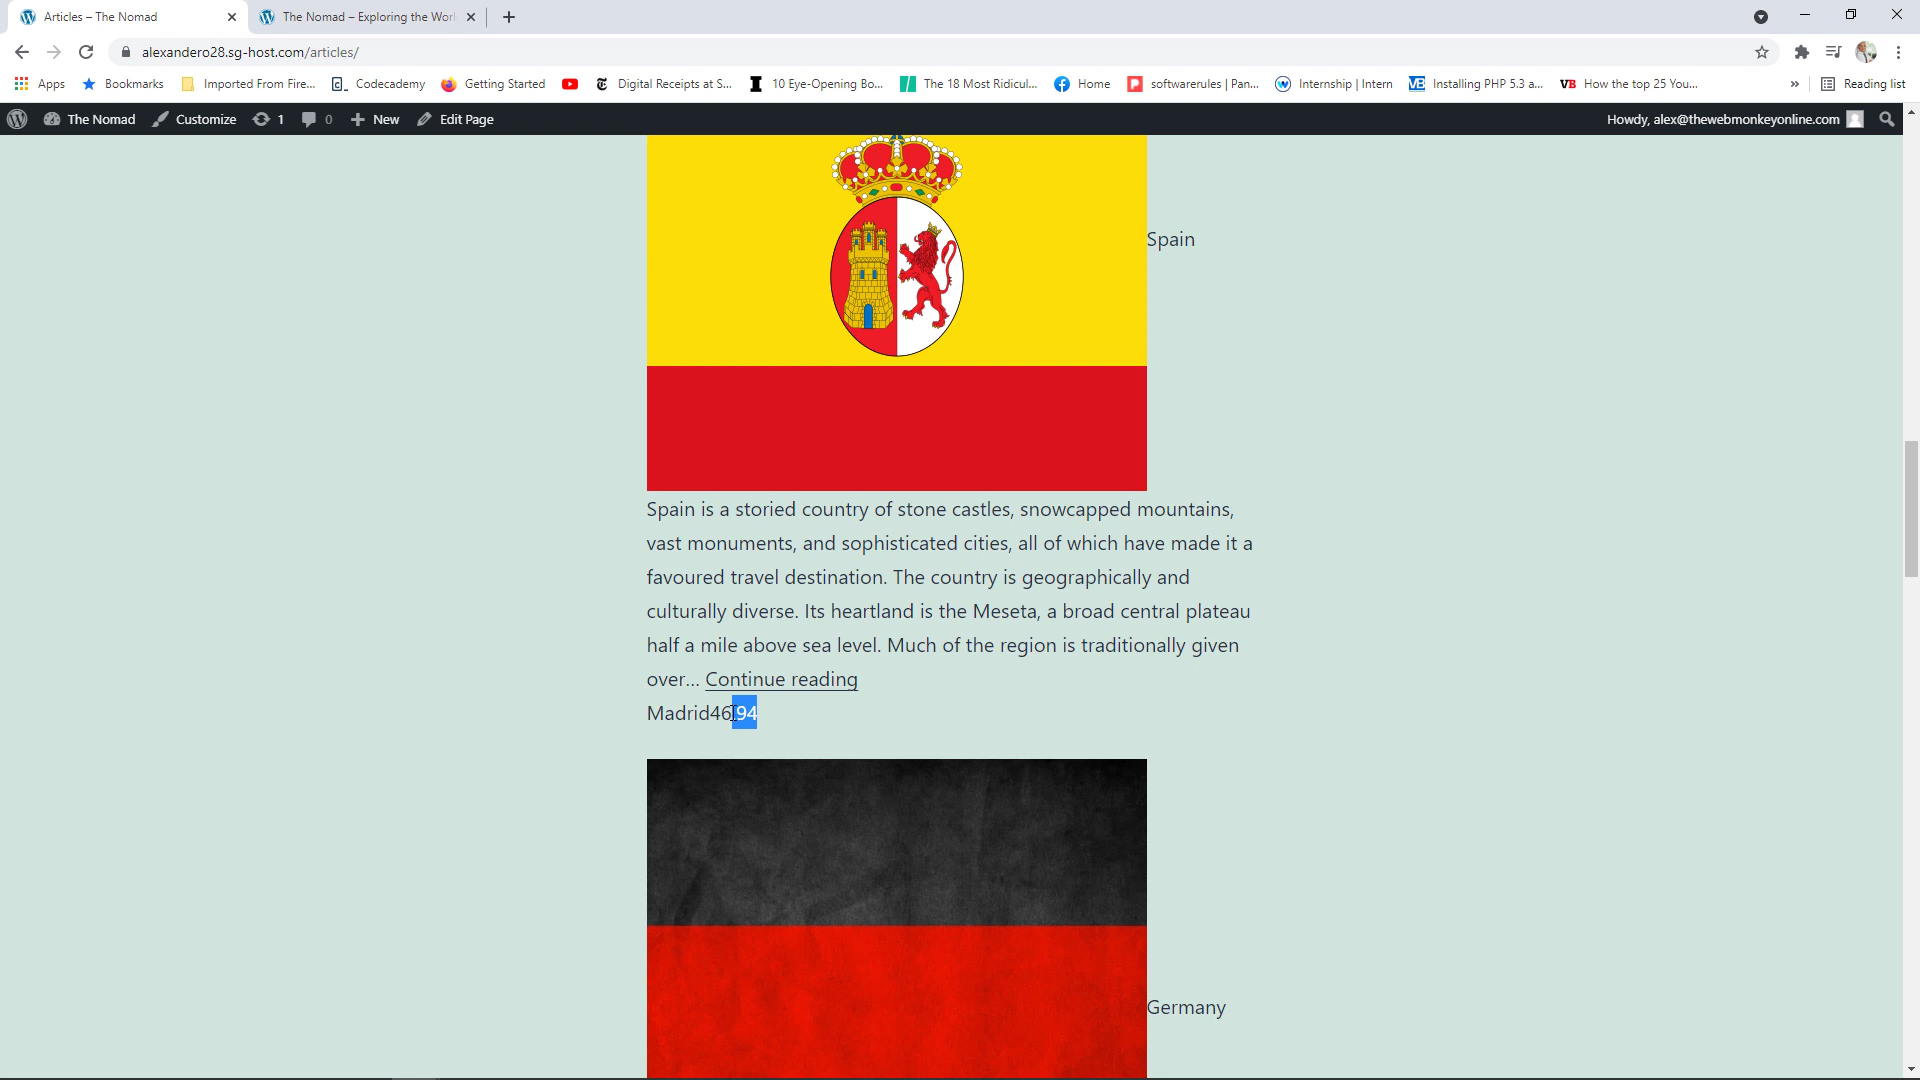 Articles – The Nomad
The Nomad – Exploring the Worl
alexandero28.sg-host.com/articles/
Apps
Bookmarks
Imported From Fire...
Codecademy
Getting Started
Digital Receipts at S...
10 Eye-Opening Bo...
The 18 Most Ridicul...
Home
softwarerules | Pan...
Internship | Intern
Installing PHP 5.3 a...
VB How the top 25 You...
»
Reading list
The Nomad
Customize
1
0
New
Edit Page
Howdy, alex@thewebmonkeyonline.com
Spain
Spain is a storied country of stone castles, snowcapped mountains,
vast monuments, and sophisticated cities, all of which have made it a
favoured travel destination. The country is geographically and
culturally diverse. Its heartland is the Meseta, a broad central plateau
half a mile above sea level. Much of the region is traditionally given
over… Continue reading
Madrid46.94
Germany